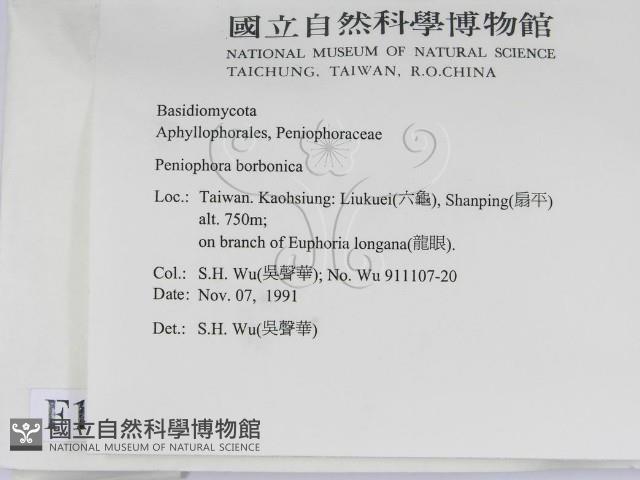 國立自然科學博物館
NATIONAL MUSEUM OF NATURAL SCIENCE
TAICHUNG, TAIWAN, R.O.CHINA
Basidiomycota
Aphyllophorales, Peniophoraceae
Peniophora borbonica
Loc.: Taiwan. Kaohsiung: Liukuei(六龜), Shanping(扇平)
alt. 750m;
on branch of Euphoria longana(龍眼).
Col.: S.H. Wu(吳聲華); No. Wu 911107-20
Date: Nov. 07, 1991
Det.: S.H. Wu(吳聲華)
F1
國立自然科學博物館
NATIONAL MUSEUM OF NATURAL SCIENCE